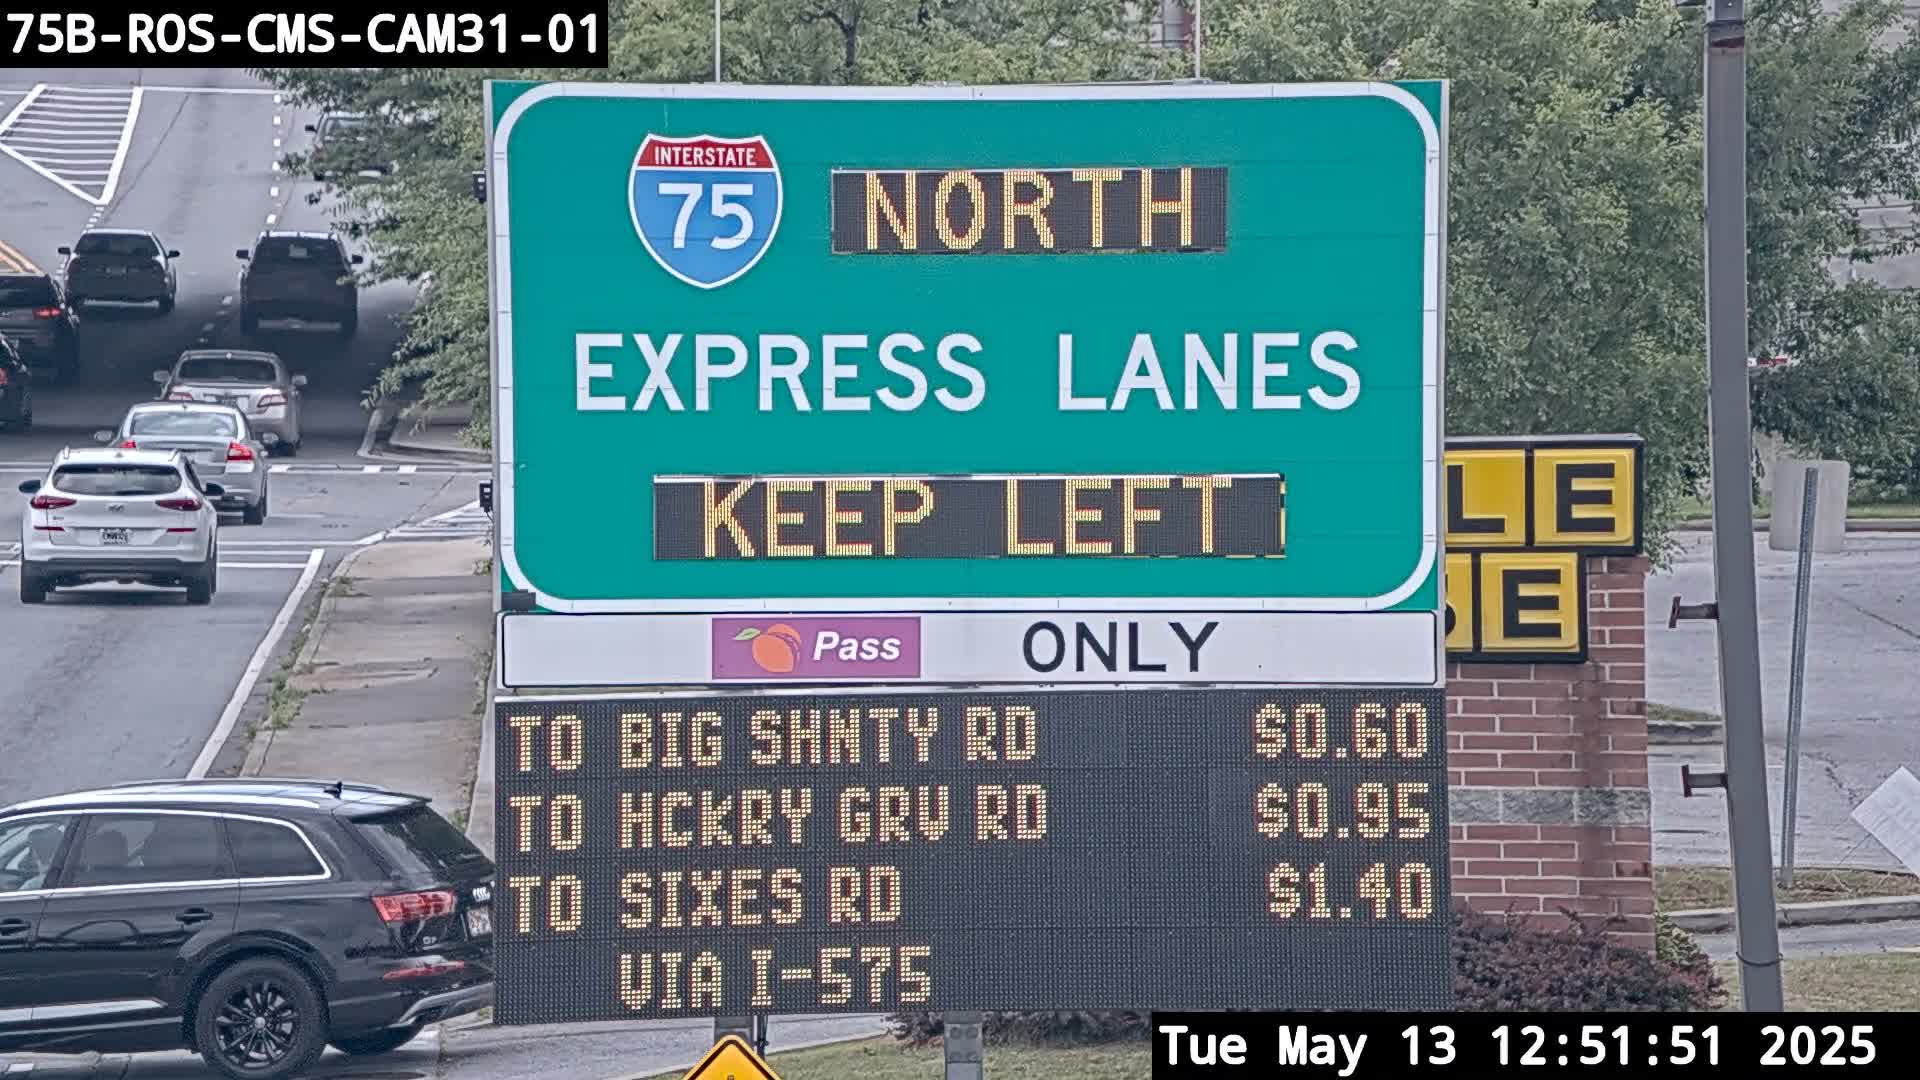 75B-ROS-CMS-CAM31-01
INTERSTATE
75
NORTH
EXPRESS LANES
KEEP LEFT
Pass ONLY
TO BIG SHNTY RD $0.60
TO HCKRY GRV RD $0.95
TO SIXES RD $1.40
VIA I-575
LE
E
Tue May 13 12:51:51 2025